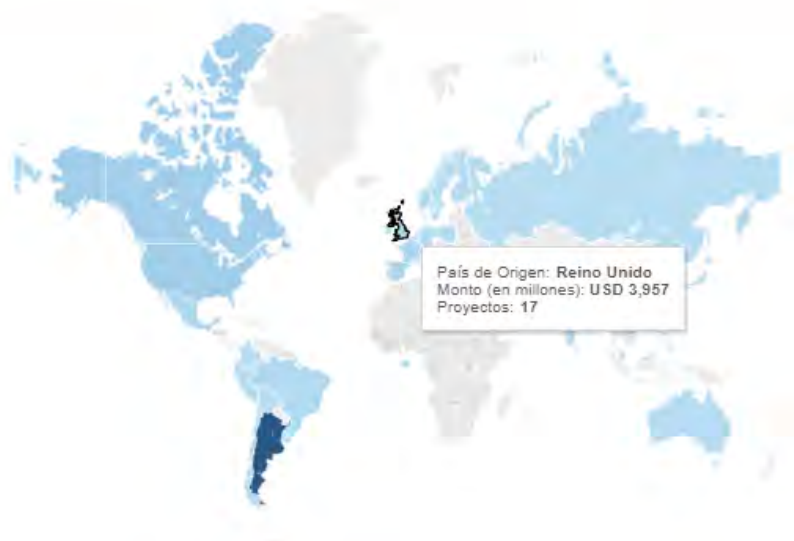 País de Origen: Reino Unido
Monto (en millones): USD 3,957
Proyectos: 17